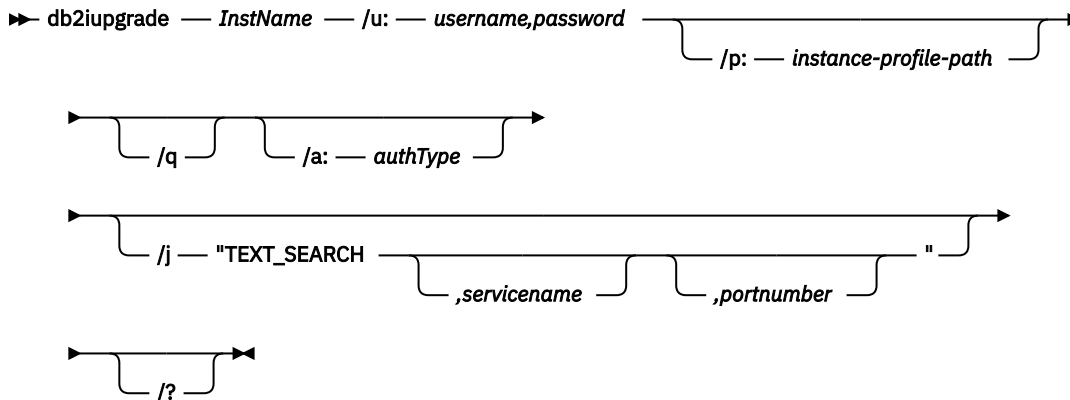 db2iupgrade InstName /u: username,password
/p: instance-profile-path
/q /a: authType
/j "TEXT_SEARCH "
,servicename ,portnumber
/?